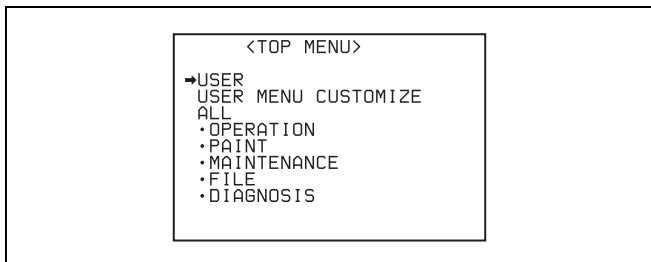 <TOP MENU>
➡USER
USER MENU CUSTOMIZE
ALL
·OPERATION
·PAINT
·MAINTENANCE
·FILE
·DIAGNOSIS